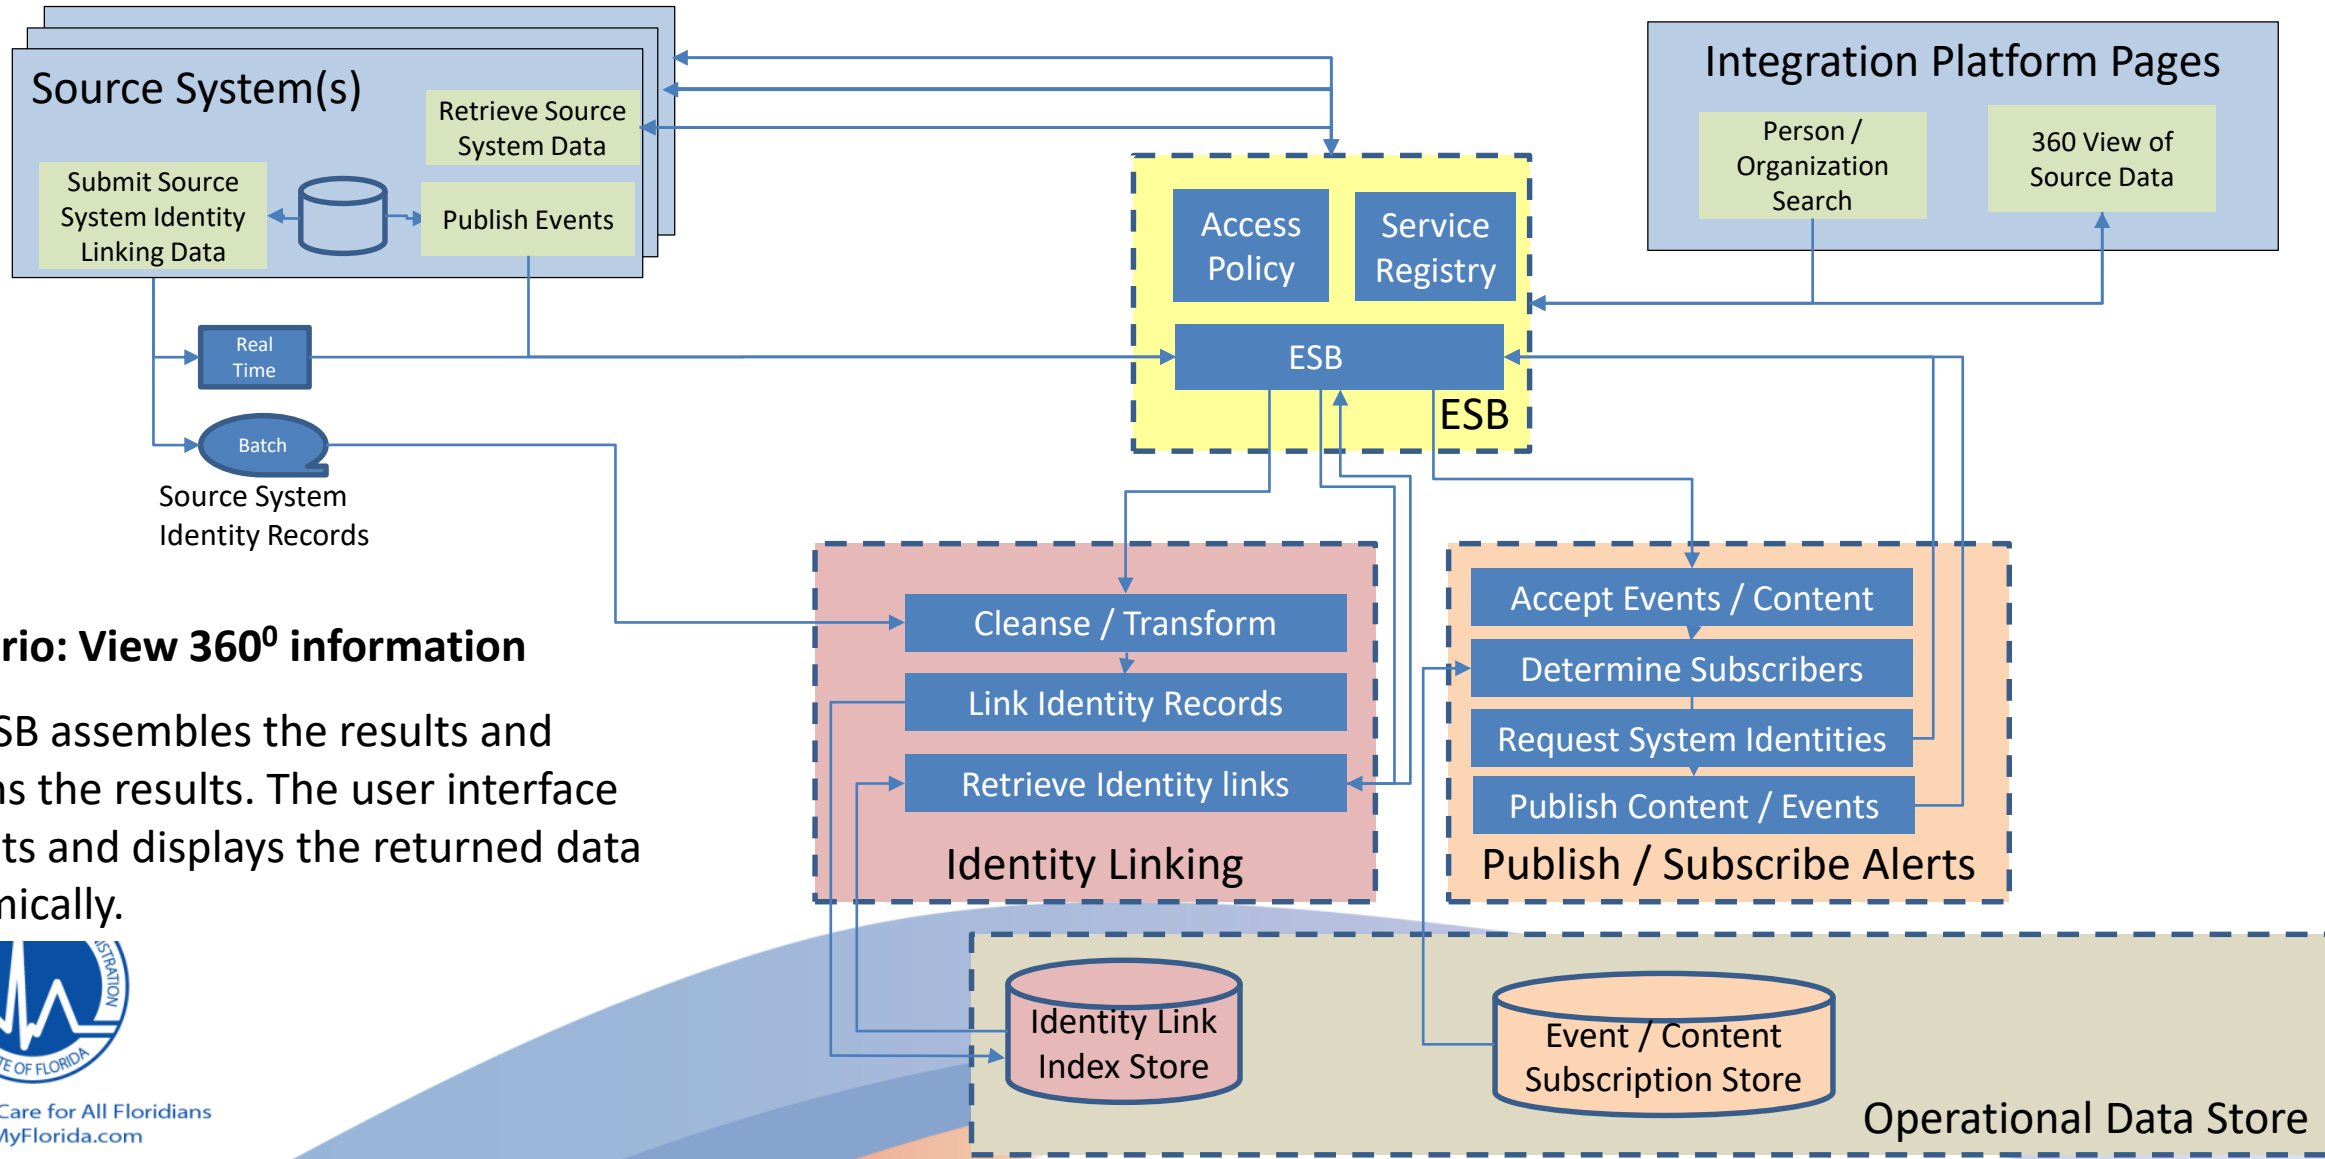 Source System(s)
Retrieve Source
System Data
Submit Source
System Identity
Linking Data
Publish Events
Real
Time
Batch
Source System
Identity Records
Integration Platform Pages
Person /
Organization
Search
360 View of
Source Data
Access
Policy
Service
Registry
ESB
ESB
Cleanse / Transform
Link Identity Records
Retrieve Identity links
Identity Linking
Accept Events / Content
Determine Subscribers
Request System Identities
Publish Content / Events
Publish / Subscribe Alerts
rio: View 360⁰ information
SB assembles the results and
ns the results. The user interface
ts and displays the returned data
mically.
Identity Link
Index Store
Event / Content
Subscription Store
Operational Data Store
STRATION
TE OF FLORIDA
Care for All Floridians
MyFlorida.com